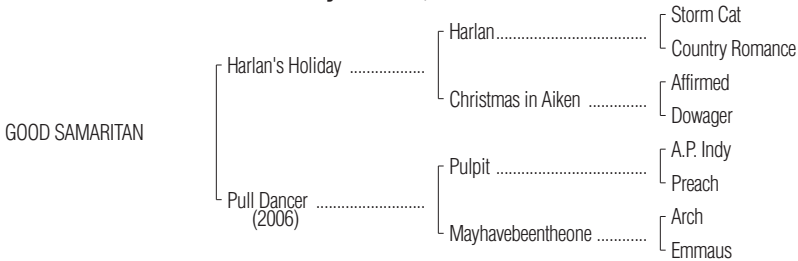 Storm Cat
Harlan..................................
Country Romance
Harlan's Holiday ..................
Affirmed
Christmas in Aiken ..............
Dowager
GOOD SAMARITAN
A.P. Indy
Pulpit ....................................
Preach
Pull Dancer ..........................
(2006)
Arch
Mayhavebeentheone ............
Emmaus